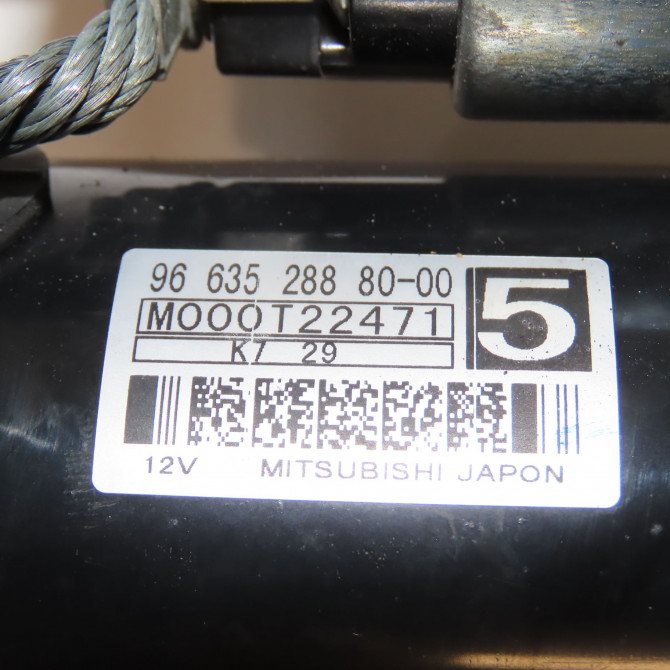 96 635 288 80-00
M000T22471
5
K7 29
12V MITSUBISHI JAPON